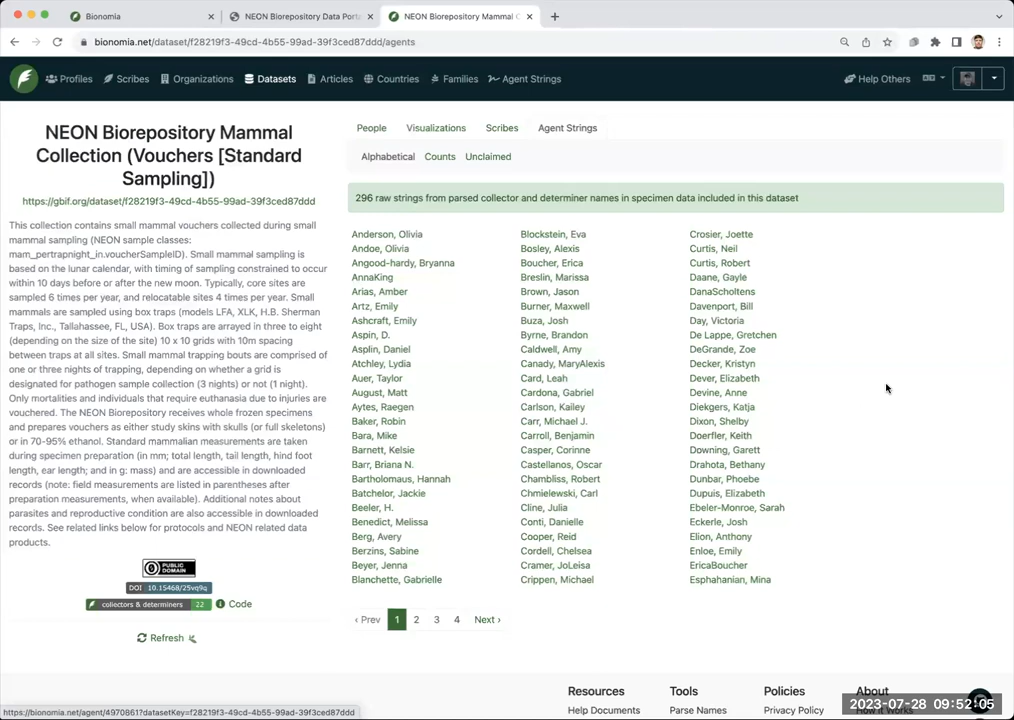 Bionomia
NEON Biorepository Data Porta
NEON Biorepository Mammal C
bionomia.net/dataset/f28219f3-49cd-4b55-99ad-39f3ced87ddd/agents
Profiles
Scribes
Organizations
Datasets
Articles
Countries
Families
Agent Strings
Help Others
NEON Biorepository Mammal
Collection (Vouchers [Standard
Sampling])
https://gbif.org/dataset/f28219f3-49cd-4b55-99ad-39f3ced87ddd
This collection contains small mammal vouchers collected during small
mammal sampling (NEON sample classes:
mam_pertrapnight_in.voucherSampleID). Small mammal sampling is
based on the lunar calendar, with timing of sampling constrained to occur
within 10 days before or after the new moon. Typically, core sites are
sampled 6 times per year, and relocatable sites 4 times per year. Small
mammals are sampled using box traps (models LFA, XLK, H.B. Sherman
Traps, Inc., Tallahassee, FL, USA). Box traps are arrayed in three to eight
(depending on the size of the site) 10 x 10 grids with 10m spacing
between traps at all sites. Small mammal trapping bouts are comprised of
one or three nights of trapping, depending on whether a grid is
designated for pathogen sample collection (3 nights) or not (1 night).
Only mortalities and individuals that require euthanasia due to injuries are
vouchered. The NEON Biorepository receives whole frozen specimens
and prepares vouchers as either study skins with skulls (or full skeletons)
or in 70-95% ethanol. Standard mammalian measurements are taken
during specimen preparation (in mm; total length, tail length, hind foot
length, ear length; and in g: mass) and are accessible in downloaded
records (note: field measurements are listed in parentheses after
preparation measurements, when available). Additional notes about
parasites and reproductive condition are also accessible in downloaded
records. See related links below for protocols and NEON related data
products.
PUBLIC
DOMAIN
DOI 10.15468/25vq9q
collectors & determiners 22
Code
Refresh
People
Visualizations
Scribes
Agent Strings
Alphabetical
Counts
Unclaimed
296 raw strings from parsed collector and determiner names in specimen data included in this dataset
Anderson, Olivia
Andoe, Olivia
Angood-hardy, Bryanna
AnnaKing
Arias, Amber
Artz, Emily
Ashcraft, Emily
Aspin, D.
Asplin, Daniel
Atchley, Lydia
Auer, Taylor
August, Matt
Aytes, Raegen
Baker, Robin
Bara, Mike
Barnett, Kelsie
Barr, Briana N.
Bartholomaus, Hannah
Batchelor, Jackie
Beeler, H.
Benedict, Melissa
Berg, Avery
Berzins, Sabine
Beyer, Jenna
Blanchette, Gabrielle
Blockstein, Eva
Bosley, Alexis
Boucher, Erica
Breslin, Marissa
Brown, Jason
Burner, Maxwell
Buza, Josh
Byrne, Brandon
Caldwell, Amy
Canady, MaryAlexis
Card, Leah
Cardona, Gabriel
Carlson, Kailey
Carr, Michael J.
Carroll, Benjamin
Casper, Corinne
Castellanos, Oscar
Chambliss, Robert
Chmielewski, Carl
Cline, Julia
Conti, Danielle
Cooper, Reid
Cordell, Chelsea
Cramer, JoLeisa
Crippen, Michael
Crosier, Joette
Curtis, Neil
Curtis, Robert
Daane, Gayle
DanaScholtens
Davenport, Bill
Day, Victoria
De Lappe, Gretchen
DeGrande, Zoe
Decker, Kristyn
Dever, Elizabeth
Devine, Anne
Diekgers, Katja
Dixon, Shelby
Doerfler, Keith
Downing, Garett
Drahota, Bethany
Dunbar, Phoebe
Dupuis, Elizabeth
Ebeler-Monroe, Sarah
Eckerle, Josh
Elion, Anthony
Enloe, Emily
EricaBoucher
Esphahanian, Mina
‹ Prev 1 2 3 4 Next ›
Resources
Help Documents
Tools
Parse Names
Policies
Privacy Policy
About
https://bionomia.net/agent/4970861?datasetKey=f28219f3-49cd-4b55-99ad-39f3ced87ddd
2023-07-28 09:52:05